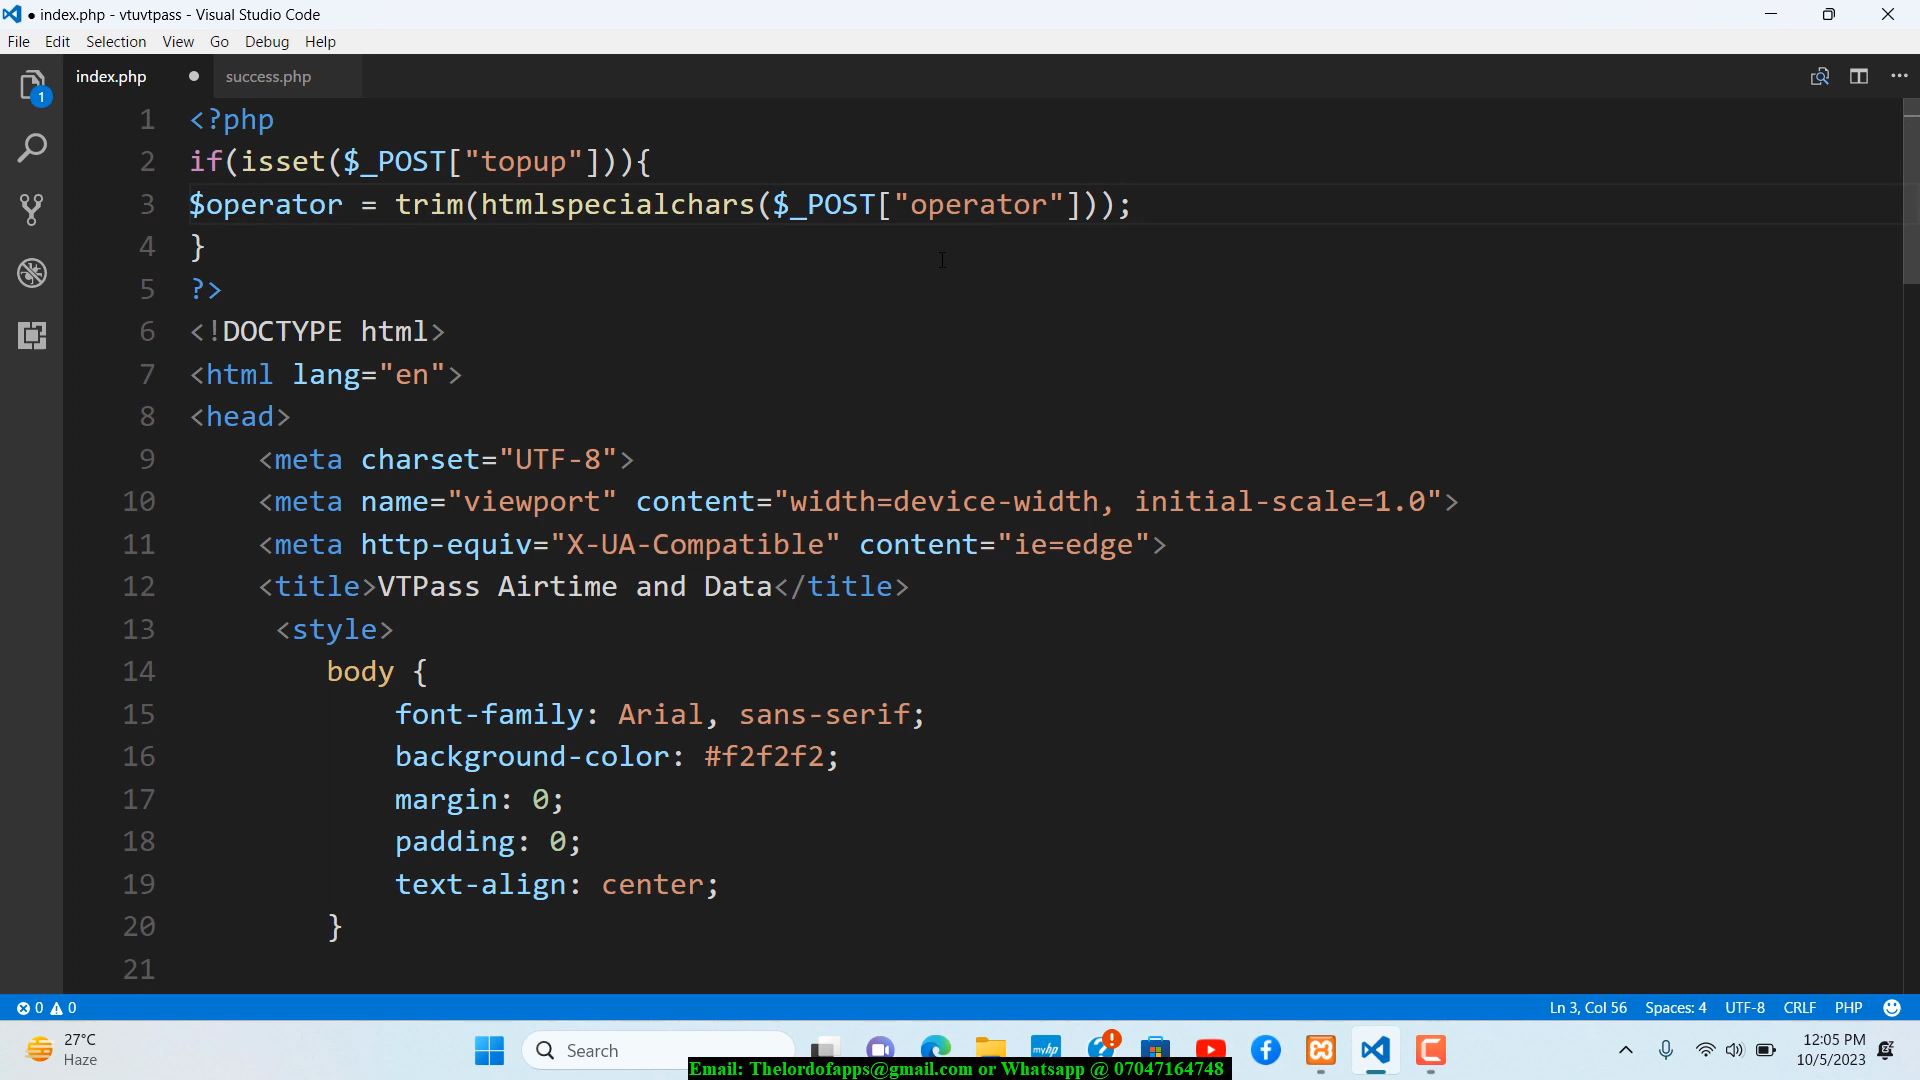 index.php - vtuvtpass - Visual Studio Code
File Edit Selection View Go Debug Help
index.php success.php
1
1 <?php
2 if(isset($_POST["topup"])){
3 $operator = trim(htmlspecialchars($_POST["operator"]));
4 }
5 ?>
6 <!DOCTYPE html>
7 <html lang="en">
8 <head>
9 <meta charset="UTF-8">
10 <meta name="viewport" content="width=device-width, initial-scale=1.0">
11 <meta http-equiv="X-UA-Compatible" content="ie=edge">
12 <title>VTPass Airtime and Data</title>
13 <style>
14 body {
15 font-family: Arial, sans-serif;
16 background-color: #f2f2f2;
17 margin: 0;
18 padding: 0;
19 text-align: center;
20 }
21
0 0 Ln 3, Col 56 Spaces: 4 UTF-8 CRLF PHP
27°C
Haze
Search
myhp
12:05 PM
10/5/2023
Email: Thelordofapps@gmail.com or Whatsapp @ 07047164748